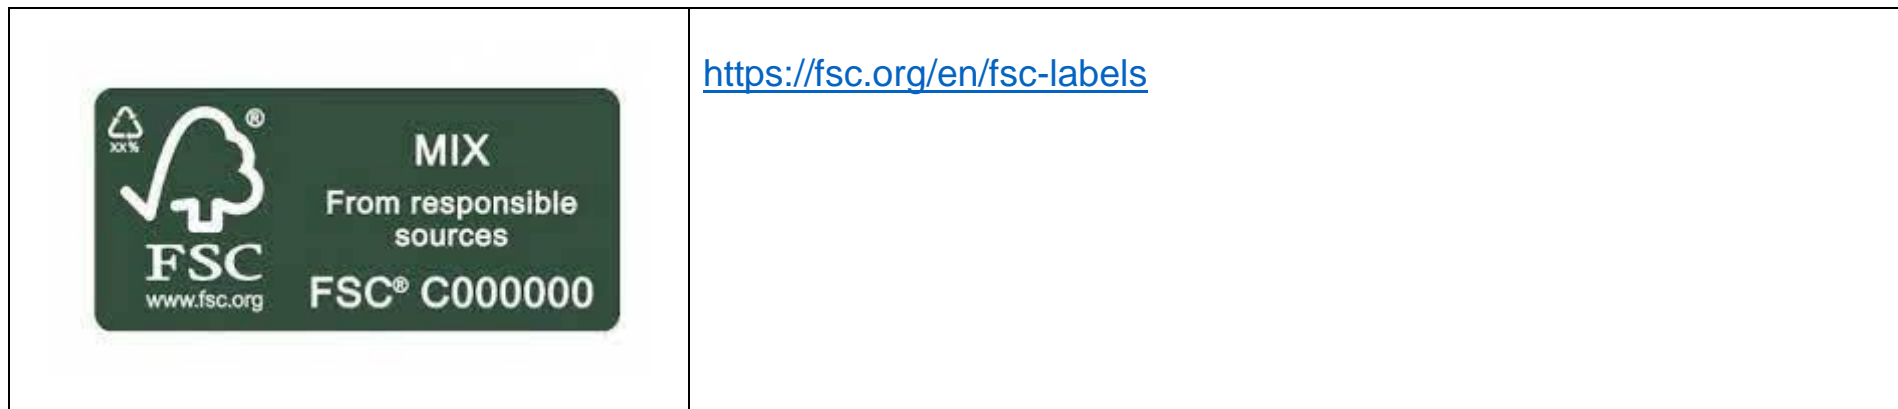 XX%
®
MIX
From responsible
sources
FSC
www.fsc.org
FSC® C000000
https://fsc.org/en/fsc-labels